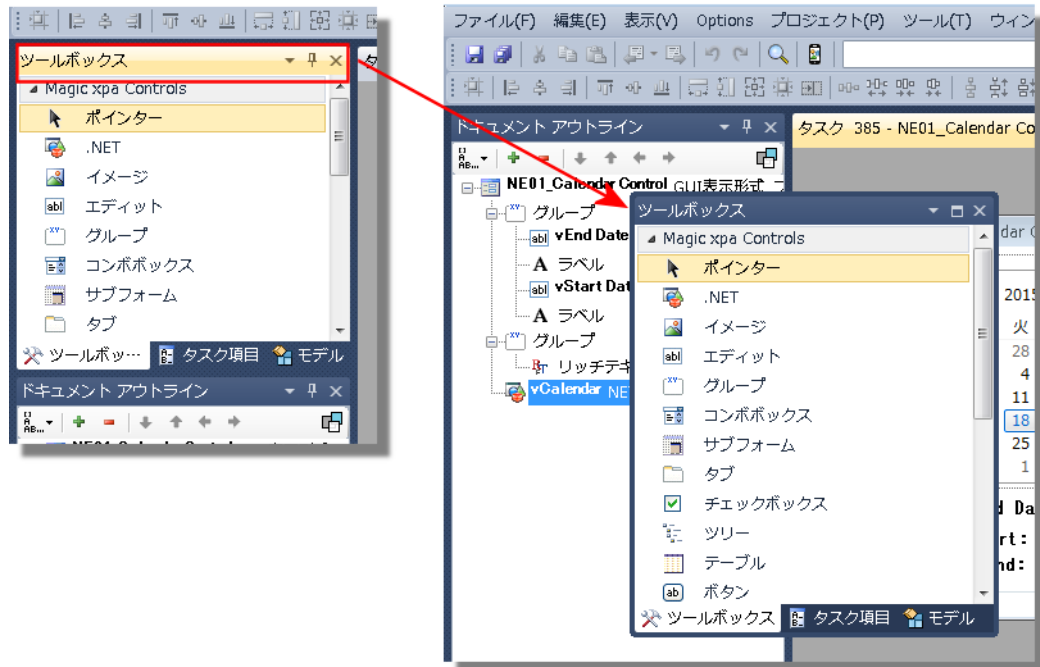 ツールボックス
Magic xpa Controls
ポインター
.NET
イメージ
エディット
グループ
コンボボックス
サブフォーム
タブ
ツールボッ… タスク項目 モデル
ドキュメント アウトライン
ファイル(F) 編集(E) 表示(V) Options プロジェクト(P) ツール(T) ウィン
ドキュメント アウトライン
タスク 385 - NE01_Calendar Co
NE01_Calendar Control GUI表示形式
グループ
vEnd Date
ラベル
vStart Dat
ラベル
グループ
リッチテキ
vCalendar NE
ツールボックス
Magic xpa Controls
ポインター
.NET
イメージ
エディット
グループ
コンボボックス
サブフォーム
タブ
チェックボックス
ツリー
テーブル
ボタン
ツールボックス タスク項目 モデル
dar
2015
火
28
4
11
18
25
1
d Da
rt:
nd: